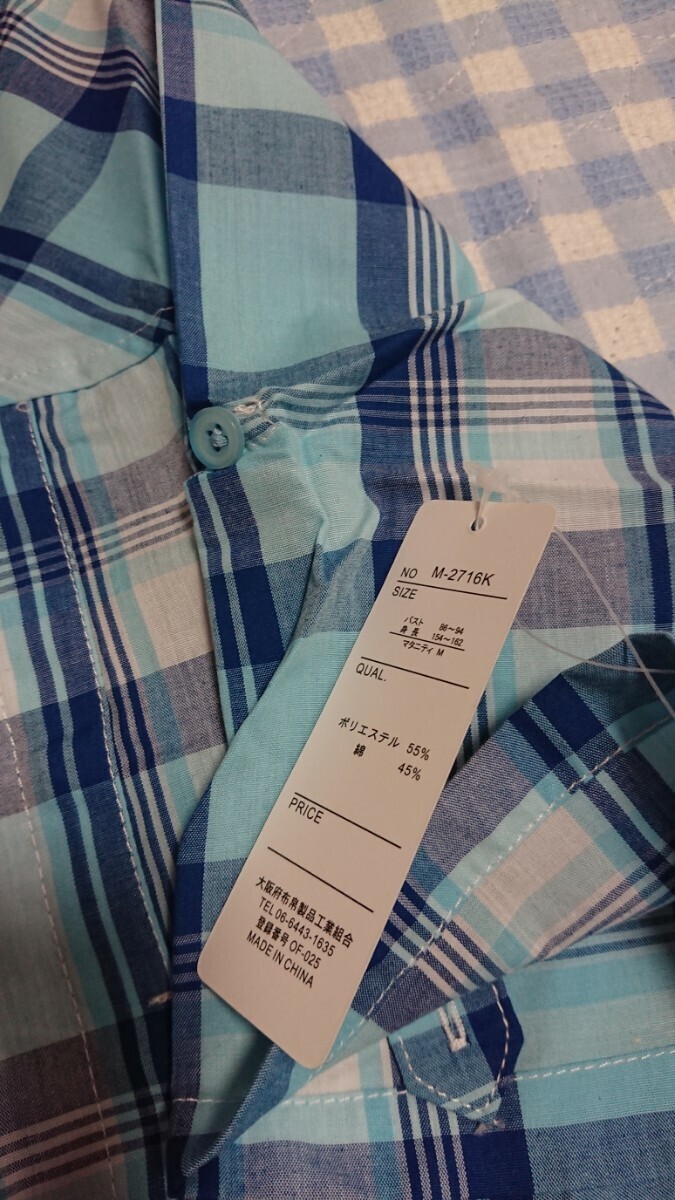 NO M-2716K
SIZE
バスト 86～94
身長 154～162
マタニティ M
QUAL.
ポリエステル 55%
綿 45%
PRICE
大阪府布帛製品工業組合
TEL 06-6443-1635
登録番号 OF-025
MADE IN CHINA